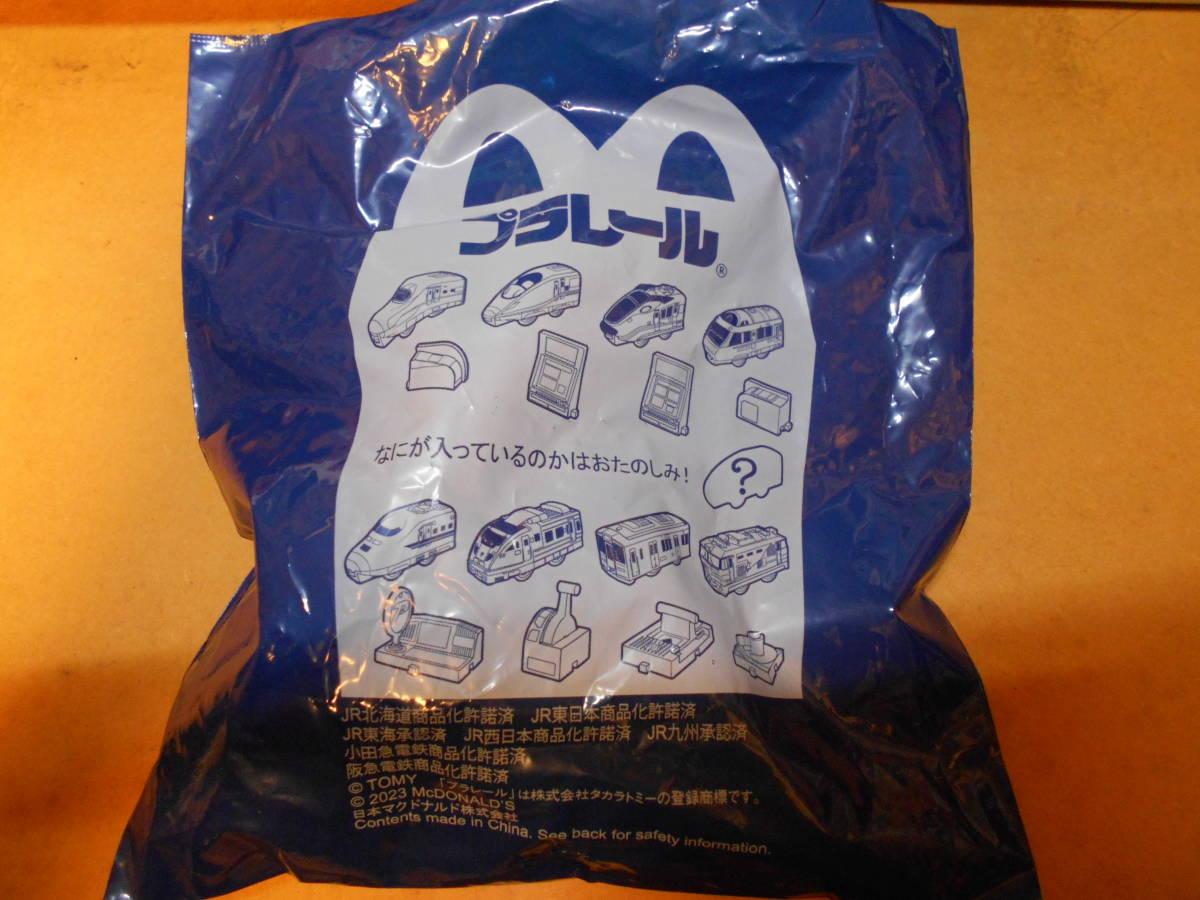 プラレール®
なにが入っているのかはおたのしみ!
?
JR北海道商品化許諾済 JR東日本商品化許諾済
JR東海承認済 JR西日本商品化許諾済 JR九州承認済
小田急電鉄商品化許諾済
阪急電鉄商品化許諾済
© TOMY 「プラレール」は株式会社タカラトミーの登録商標です。
© 2023 McDONALD'S
日本マクドナルド株式会社
Contents made in China. See back for safety information.